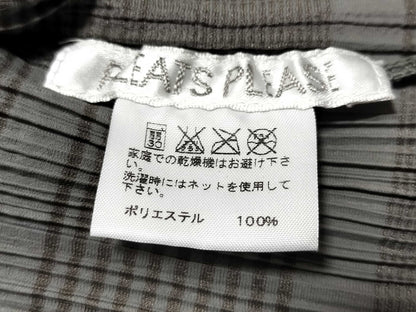 PLEATS PLEASE
30
家庭での乾燥機はお避け下さ
い。
洗濯時にはネットを使用して
下さい。
ポリエステル 100%